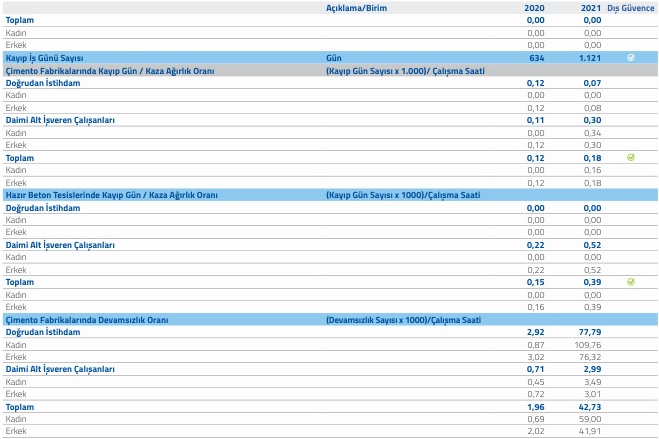 Açıklama/Birim 2020 2021 Dış Güvence
Toplam 0,00 0,00
Kadın 0,00 0,00
Erkek 0,00 0,00
Kayıp İş Günü Sayısı Gün 634 1.121
Çimento Fabrikalarında Kayıp Gün / Kaza Ağırlık Oranı (Kayıp Gün Sayısı x 1.000)/ Çalışma Saati
Doğrudan İstihdam 0,12 0,07
Kadın 0,00 0,00
Erkek 0,12 0,08
Daimi Alt İşveren Çalışanları 0,11 0,30
Kadın 0,00 0,34
Erkek 0,12 0,30
Toplam 0,12 0,18
Kadın 0,00 0,16
Erkek 0,12 0,18
Hazır Beton Tesislerinde Kayıp Gün / Kaza Ağırlık Oranı (Kayıp Gün Sayısı x 1000)/Çalışma Saati
Doğrudan İstihdam 0,00 0,00
Kadın 0,00 0,00
Erkek 0,00 0,00
Daimi Alt İşveren Çalışanları 0,22 0,52
Kadın 0,00 0,00
Erkek 0,22 0,52
Toplam 0,15 0,39
Kadın 0,00 0,00
Erkek 0,16 0,39
Çimento Fabrikalarında Devamsızlık Oranı (Devamsızlık Sayısı x 1000)/Çalışma Saati
Doğrudan İstihdam 2,92 77,79
Kadın 0,87 109,76
Erkek 3,02 76,32
Daimi Alt İşveren Çalışanları 0,71 2,99
Kadın 0,45 3,49
Erkek 0,72 3,01
Toplam 1,96 42,73
Kadın 0,69 59,00
Erkek 2,02 41,91